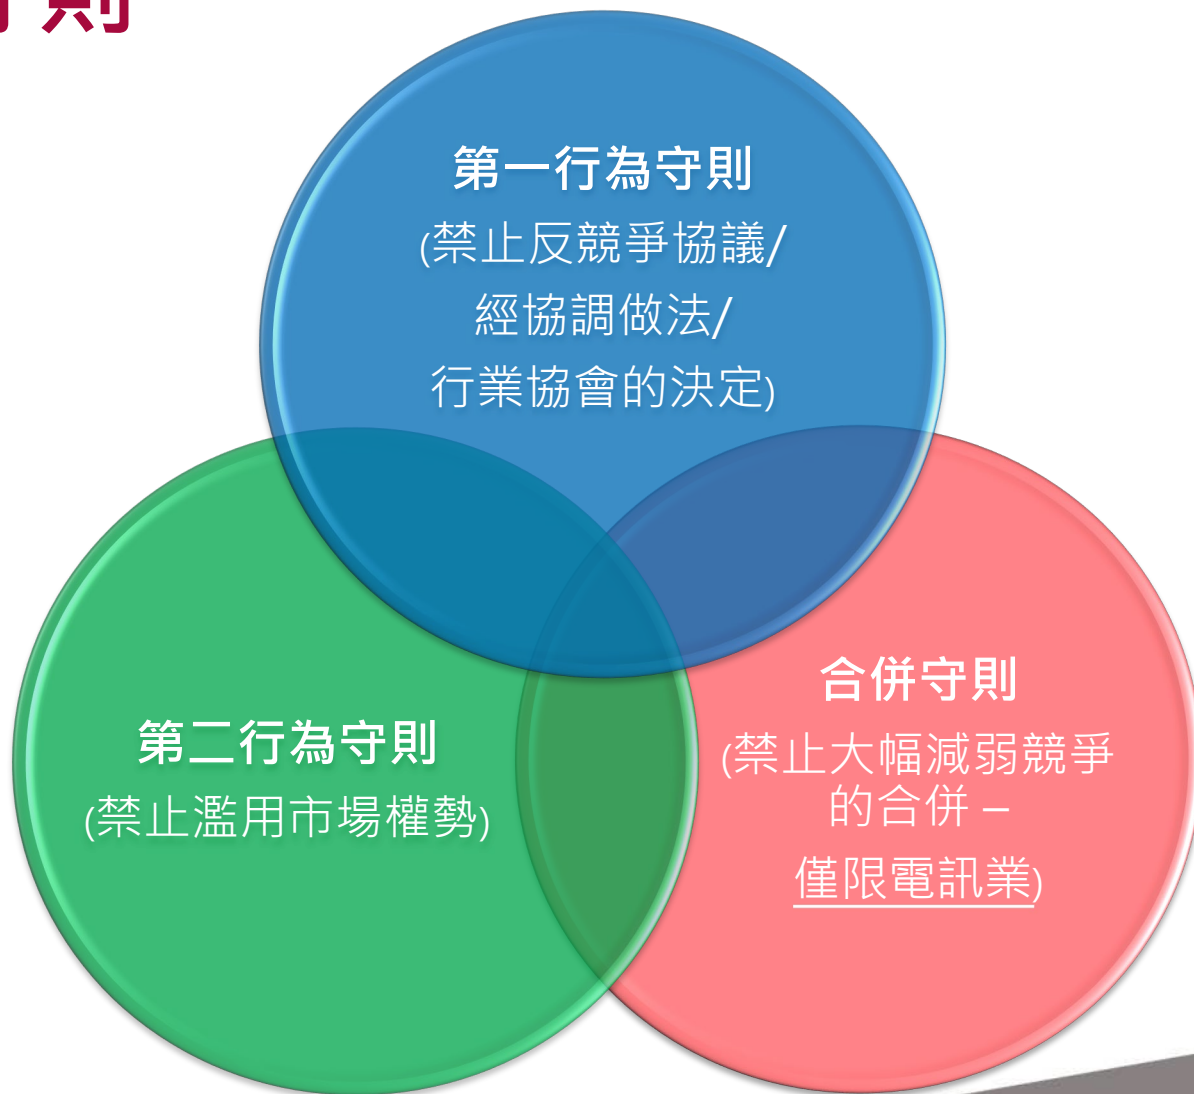 則
第一行為守則
(禁止反競爭協議/
經協調做法/
行業協會的決定)
第二行為守則
(禁止濫用市場權勢)
合併守則
(禁止大幅減弱競爭
的合併 –
僅限電訊業)